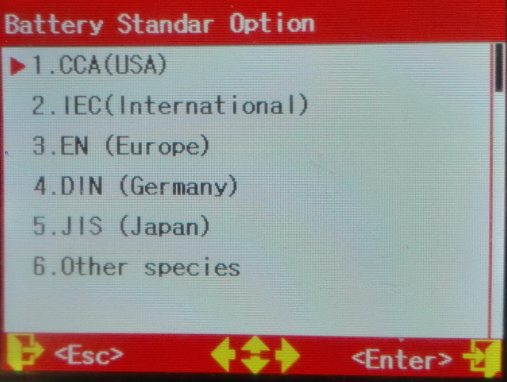 Battery Standar Option
1.CCA(USA)
2.IEC(International)
3.EN (Europe)
4.DIN (Germany)
5.JIS (Japan)
6.Other species
<Esc> <Enter>